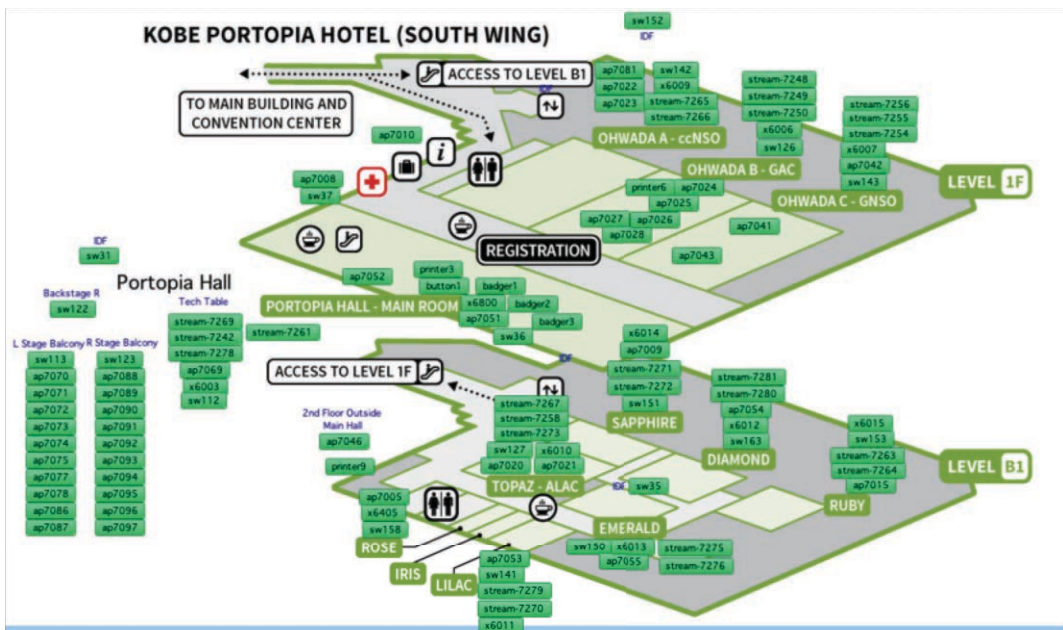 KOBE PORTOPIA HOTEL (SOUTH WING)
sw152
IDF
ACCESS TO LEVEL B1
TO MAIN BUILDING AND
CONVENTION CENTER
IDF
ap7081 sw142
ap7022 x6009
ap7023 stream-7265
stream-7266
OHWADA A - ccNSO
stream-7248
stream-7249
stream-7250
x6006
sw126
OHWADA B - GAC
stream-7256
stream-7255
stream-7254
x6007
ap7042
sw143
OHWADA C - GNSO
LEVEL 1F
ap7010
i
ap7008
sw37
printer6 ap7024
ap7025
ap7027 ap7026
ap7028
ap7041
ap7043
REGISTRATION
IDF
sw31
Portopia Hall
Backstage R
sw122
Tech Table
stream-7269
stream-7242
stream-7278
ap7069
x6003
sw112
stream-7261
ap7052
PORTOPIA HALL - MAIN ROOM
printer3
button1 badger1
x6800 badger2
ap7051 badger3
sw36
L Stage Balcony
sw113
ap7070
ap7071
ap7072
ap7073
ap7074
ap7075
ap7077
ap7078
ap7086
ap7087
R Stage Balcony
sw123
ap7088
ap7089
ap7090
ap7091
ap7092
ap7093
ap7094
ap7095
ap7096
ap7097
ACCESS TO LEVEL 1F
IDF
x6014
ap7009
stream-7271
stream-7272
sw151
SAPPHIRE
stream-7281
stream-7280
ap7054
x6012
sw163
DIAMOND
x6015
sw153
stream-7263
stream-7264
ap7015
RUBY
LEVEL B1
2nd Floor Outside
Main Hall
ap7046
printer9
stream-7267
stream-7258
stream-7273
sw127 x6010
ap7020 ap7021
TOPAZ - ALAC
IDF sw35
ap7005
x6405
sw158
ROSE
IRIS
LILAC
ap7053
sw141
stream-7279
stream-7270
x6011
EMERALD
sw150 x6013 stream-7275
ap7055 stream-7276